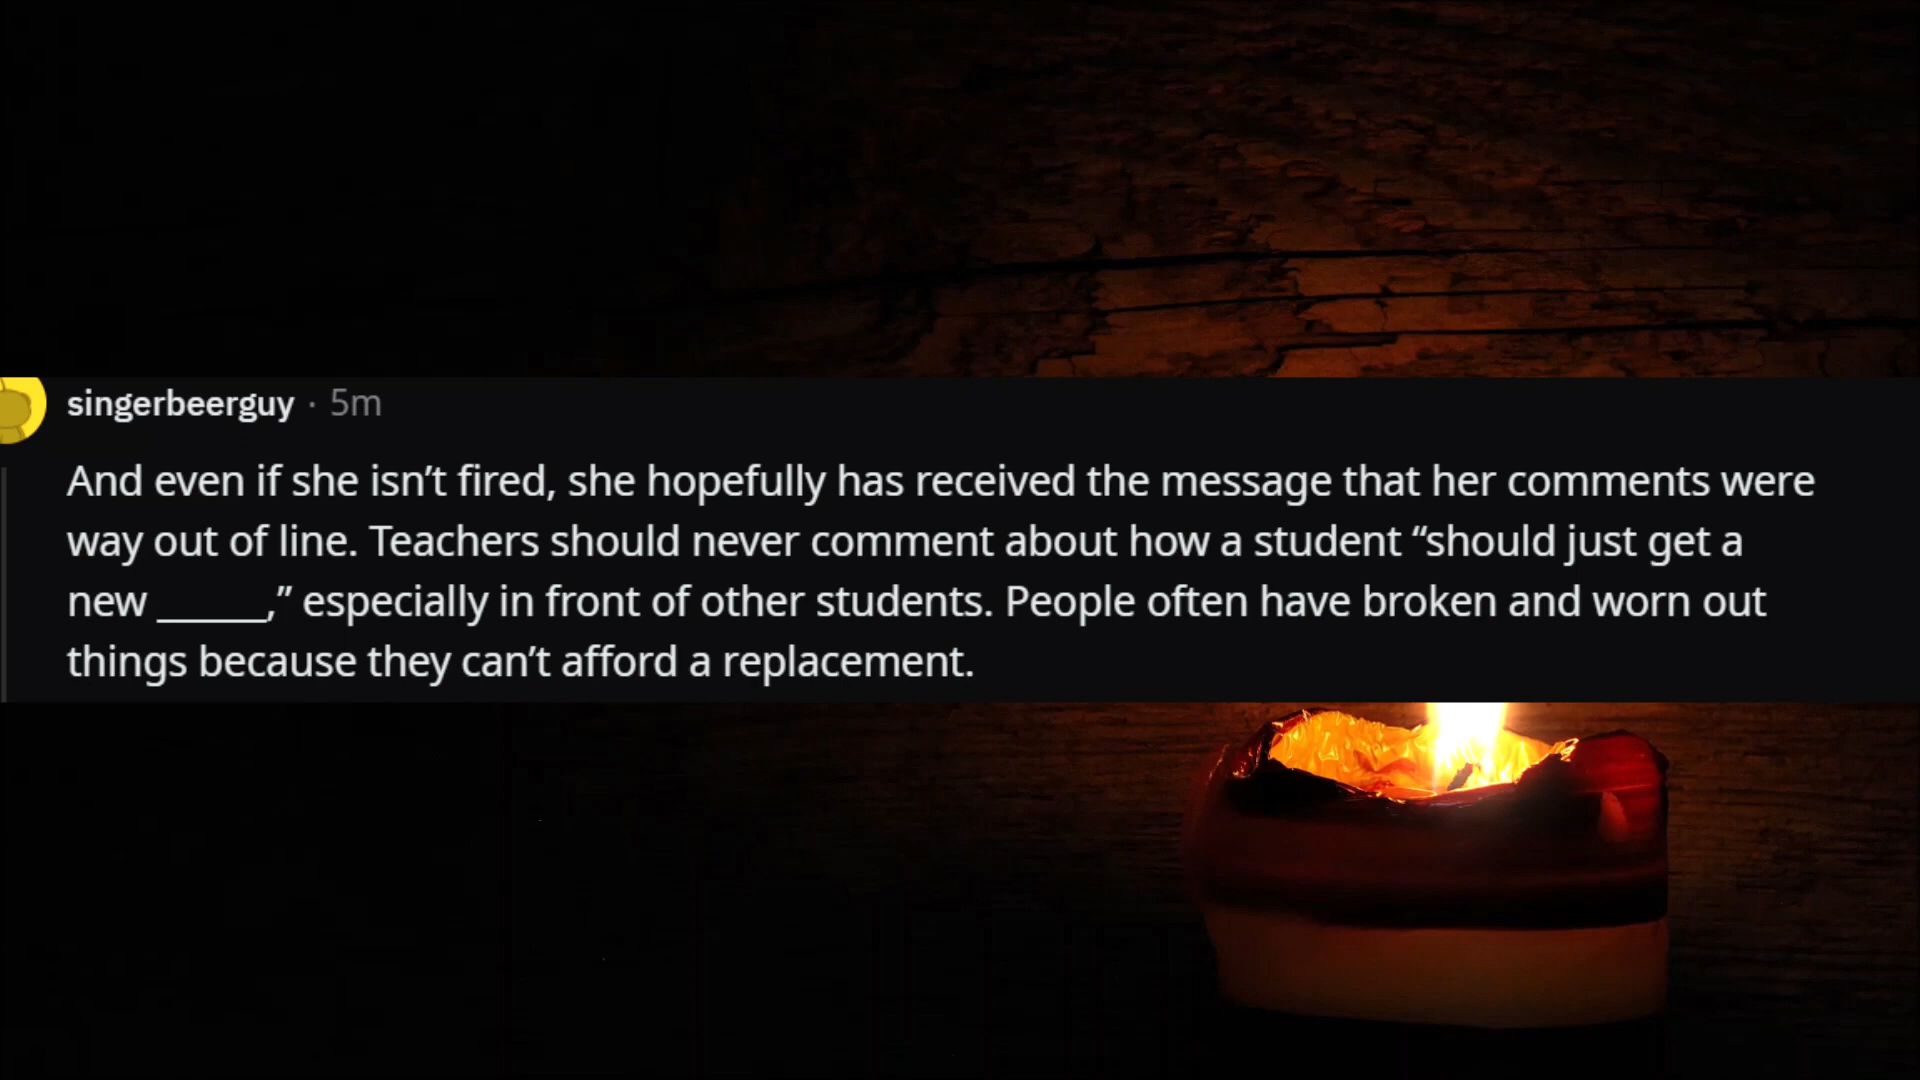 singerbeerguy · 5m
And even if she isn’t fired, she hopefully has received the message that her comments were
way out of line. Teachers should never comment about how a student “should just get a
new ______,” especially in front of other students. People often have broken and worn out
things because they can’t afford a replacement.